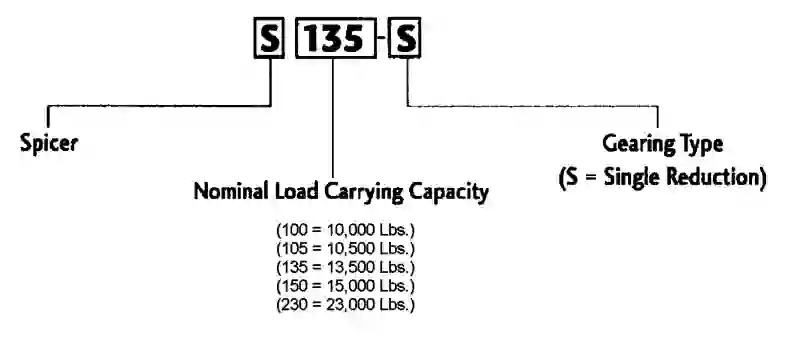 S 135-S
Spicer
Gearing Type
(S = Single Reduction)
Nominal Load Carrying Capacity
(100 = 10,000 Lbs.)
(105 = 10,500 Lbs.)
(135 = 13,500 Lbs.)
(150 = 15,000 Lbs.)
(230 = 23,000 Lbs.)